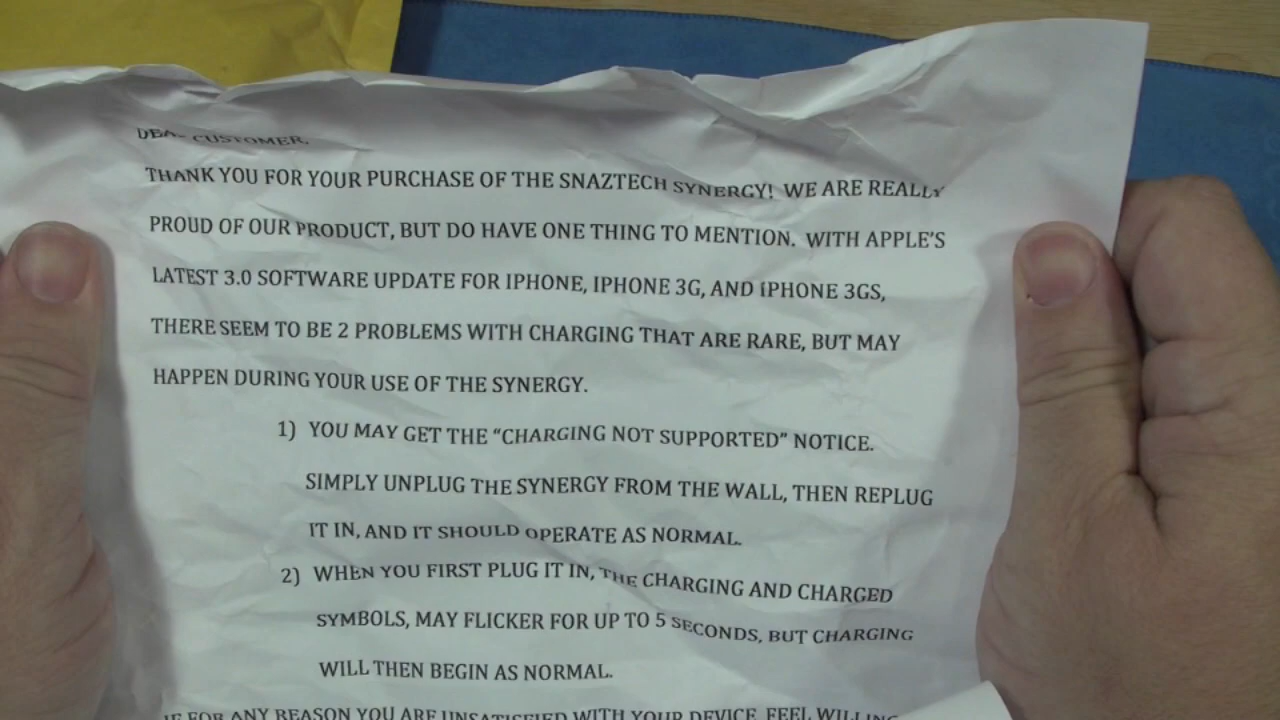 DEAR CUSTOMER,
THANK YOU FOR YOUR PURCHASE OF THE SNAZTECH SYNERGY! WE ARE REALLY
PROUD OF OUR PRODUCT, BUT DO HAVE ONE THING TO MENTION. WITH APPLE'S
LATEST 3.0 SOFTWARE UPDATE FOR IPHONE, IPHONE 3G, AND IPHONE 3GS,
THERE SEEM TO BE 2 PROBLEMS WITH CHARGING THAT ARE RARE, BUT MAY
HAPPEN DURING YOUR USE OF THE SYNERGY.
1) YOU MAY GET THE “CHARGING NOT SUPPORTED” NOTICE.
SIMPLY UNPLUG THE SYNERGY FROM THE WALL, THEN REPLUG
IT IN, AND IT SHOULD OPERATE AS NORMAL.
2) WHEN YOU FIRST PLUG IT IN, THE CHARGING AND CHARGED
SYMBOLS, MAY FLICKER FOR UP TO 5 SECONDS, BUT CHARGING
WILL THEN BEGIN AS NORMAL.
IF FOR ANY REASON YOU ARE UNSATISFIED WITH YOUR DEVICE, FEEL WILLING